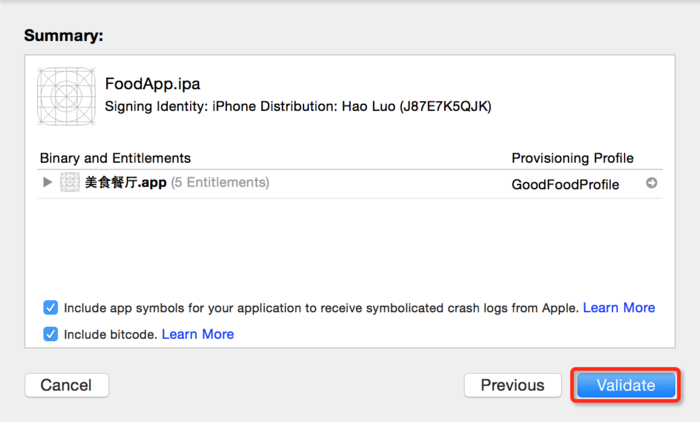 Summary:
FoodApp.ipa
Signing Identity: iPhone Distribution: Hao Luo (J87E7K5QJK)
Binary and Entitlements Provisioning Profile
美食餐厅.app (5 Entitlements) GoodFoodProfile
Include app symbols for your application to receive symbolicated crash logs from Apple. Learn More
Include bitcode. Learn More
Cancel Previous Validate